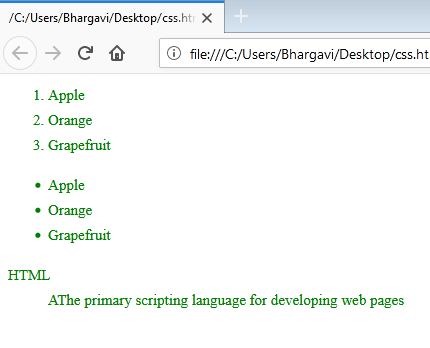 /C:/Users/Bhargavi/Desktop/css.htm
file:///C:/Users/Bhargavi/Desktop/css.ht
1. Apple
2. Orange
3. Grapefruit
• Apple
• Orange
• Grapefruit
HTML
AThe primary scripting language for developing web pages